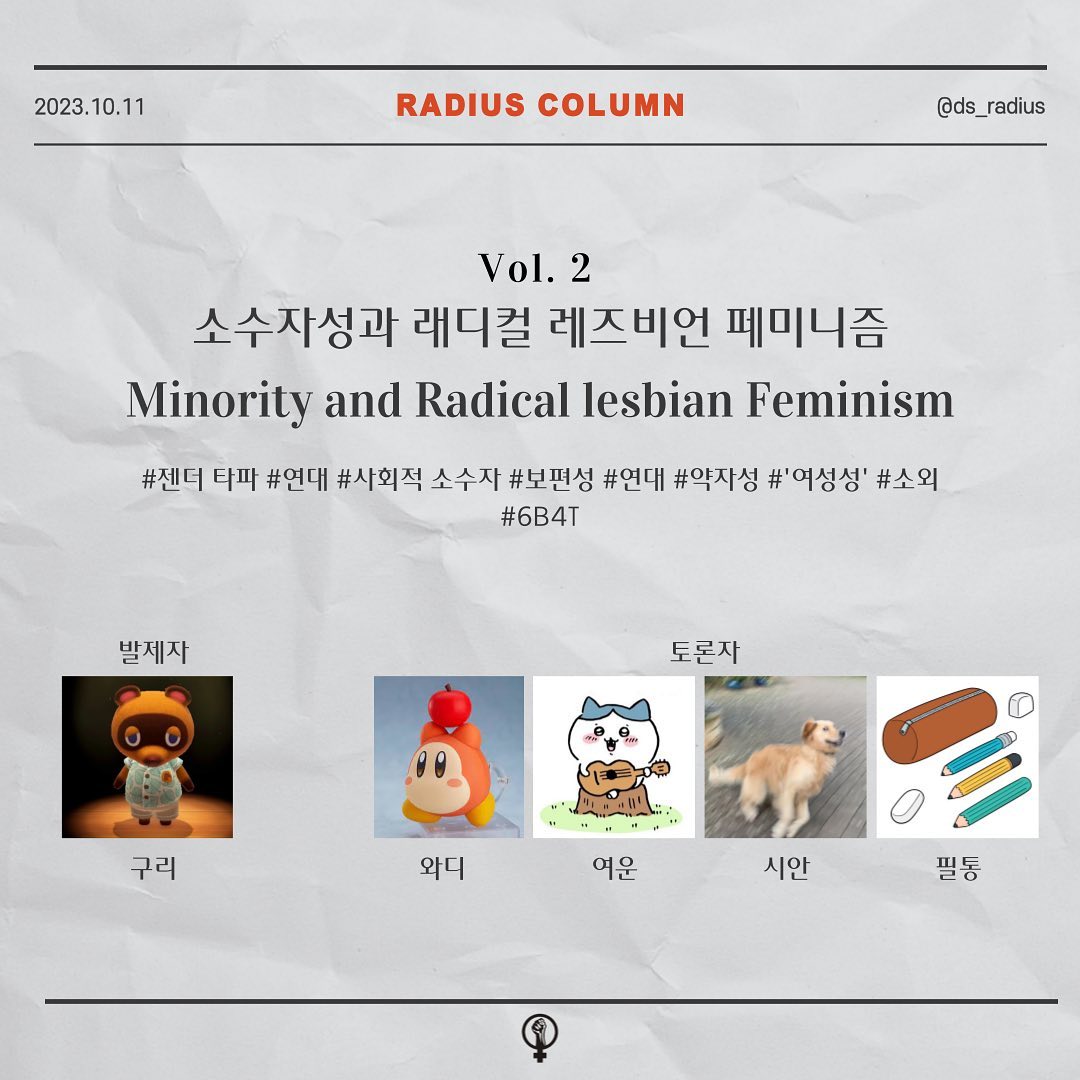 2023.10.11 RADIUS COLUMN @ds_radius
Vol. 2
소수자성과 래디컬 레즈비언 페미니즘
Minority and Radical lesbian Feminism
#젠더 타파 #연대 #사회적 소수자 #보편성 #연대 #약자성 #'여성성' #소외
#6B4T
발제자 토론자
구리 와디 여운 시안 필통